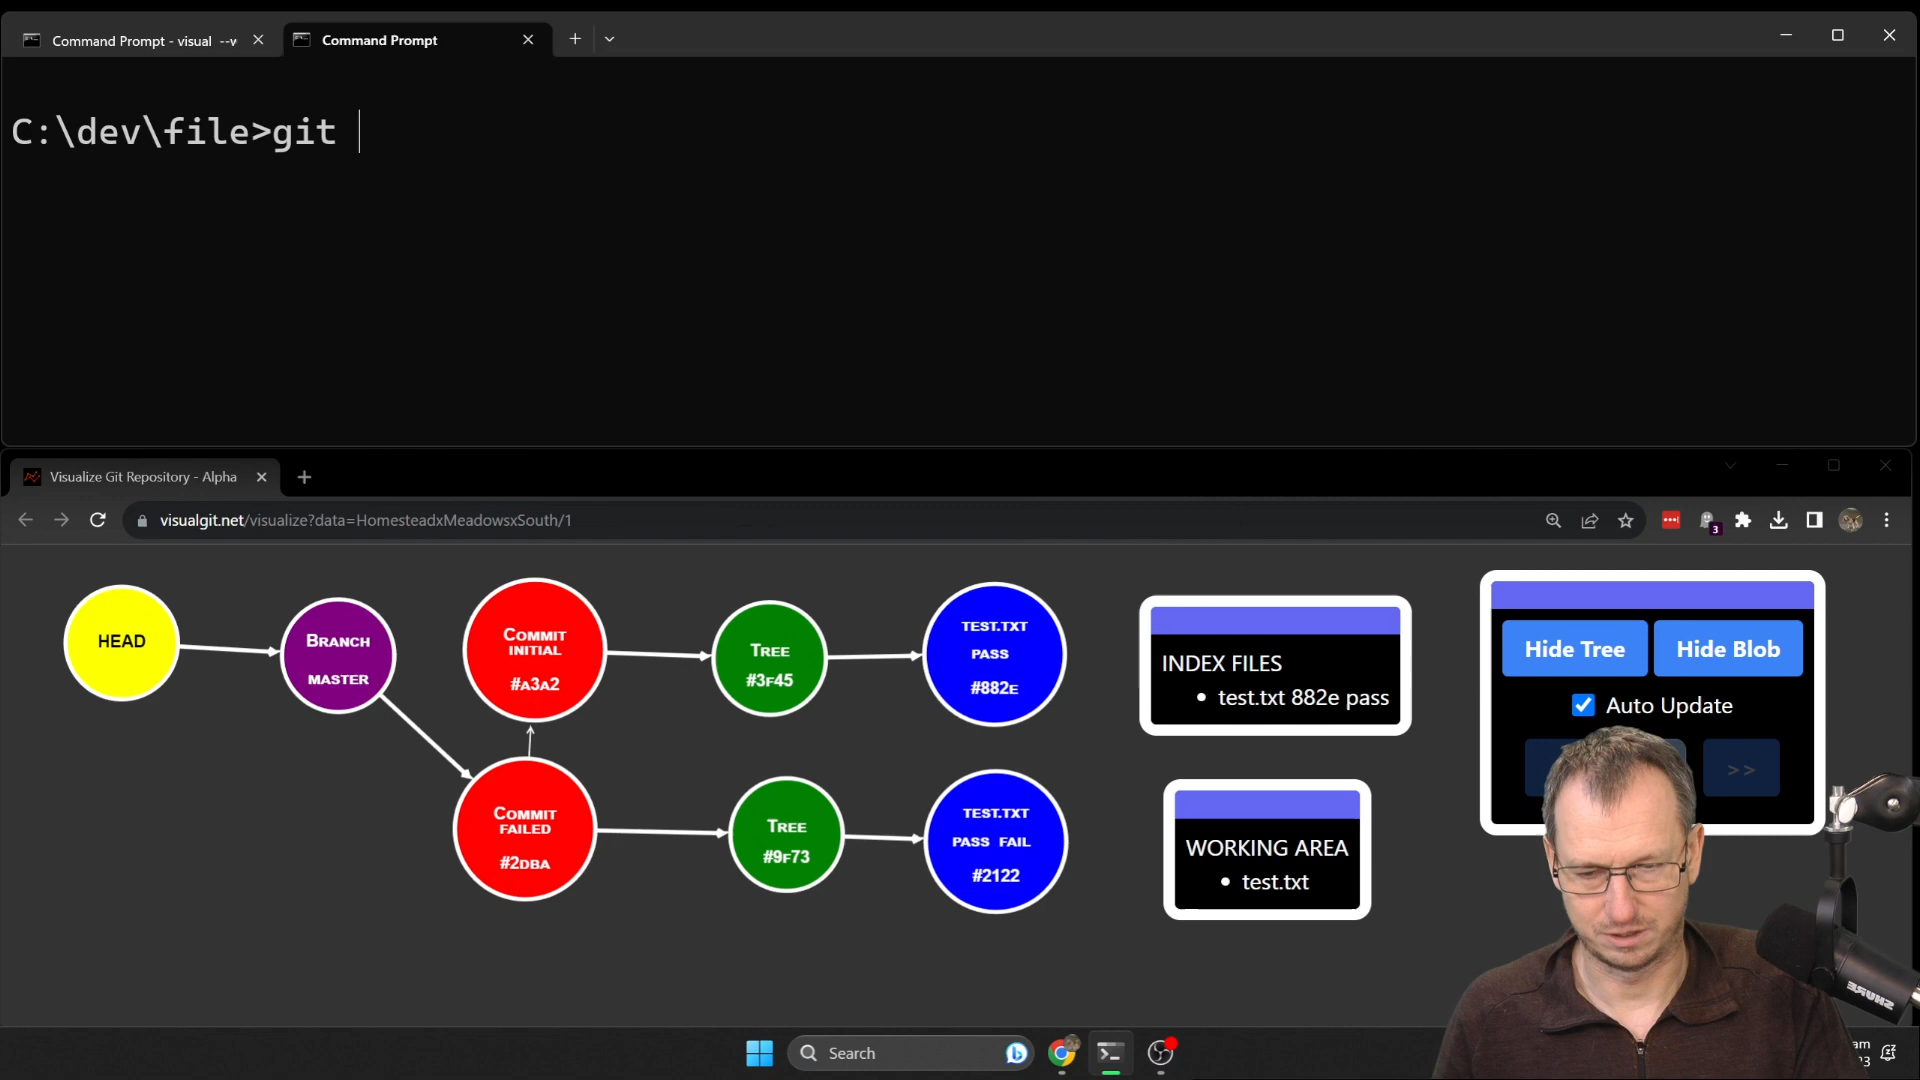 Command Prompt - visual --v
Command Prompt
C:\dev\file>git
Visualize Git Repository - Alpha
visualgit.net/visualize?data=HomesteadxMeadowsxSouth/1
3
HEAD
BRANCH
MASTER
COMMIT
INITIAL
#A3A2
TREE
#3F45
TEST.TXT
PASS
#882E
INDEX FILES
• test.txt 882e pass
Hide Tree
Hide Blob
Auto Update
>>
COMMIT
FAILED
#2DBA
TREE
#9F73
TEST.TXT
PASS FAIL
#2122
WORKING AREA
• test.txt
SHURE
Search
am